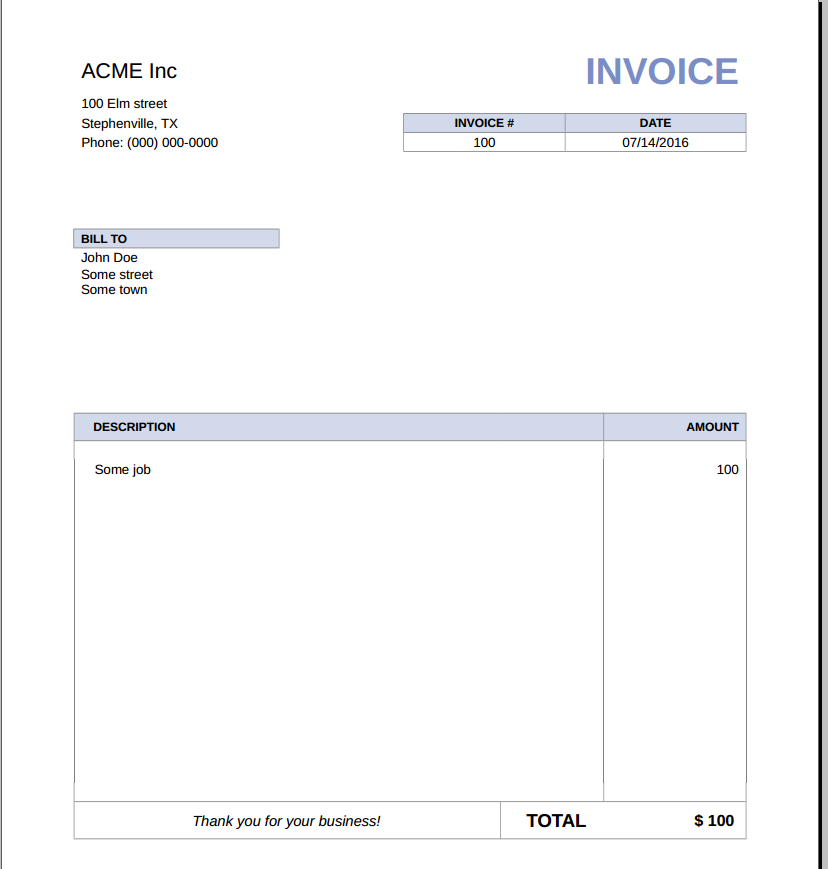 ACME Inc
INVOICE
100 Elm street
Stephenville, TX
Phone: (000) 000-0000
INVOICE # DATE
100 07/14/2016
BILL TO
John Doe
Some street
Some town
DESCRIPTION AMOUNT
Some job 100
Thank you for your business! TOTAL $ 100